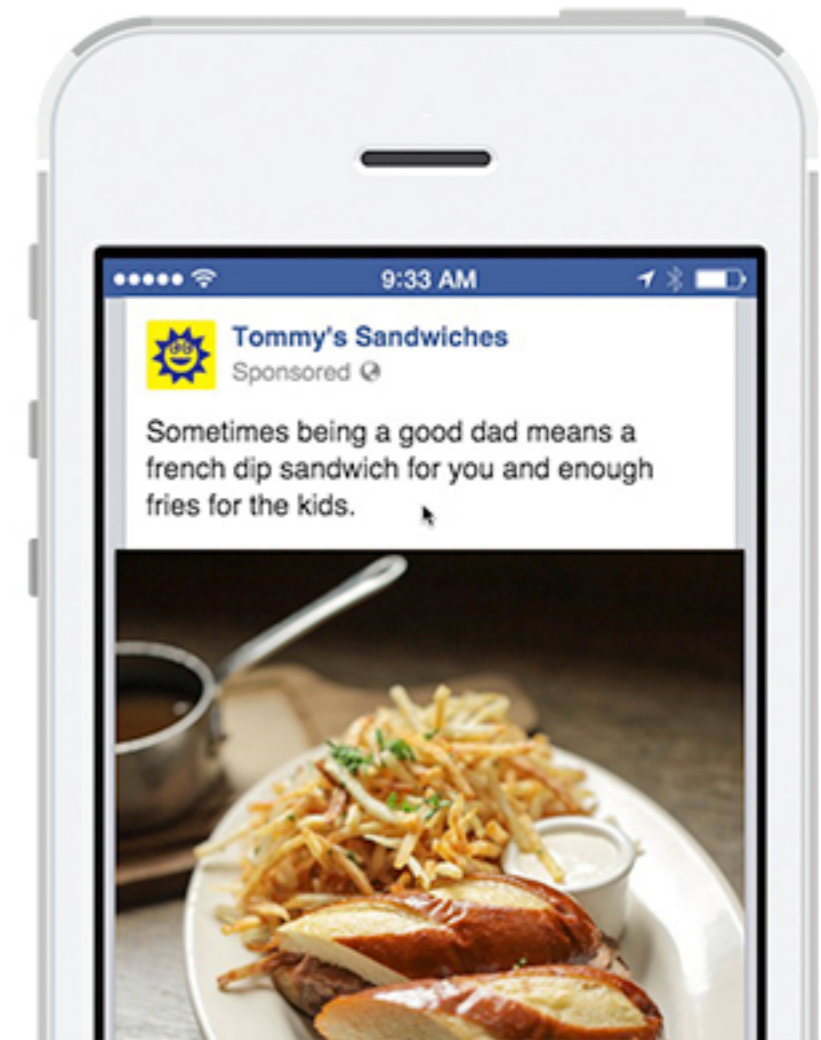 9:33 AM
Tommy's Sandwiches
Sponsored
Sometimes being a good dad means a
french dip sandwich for you and enough
fries for the kids.